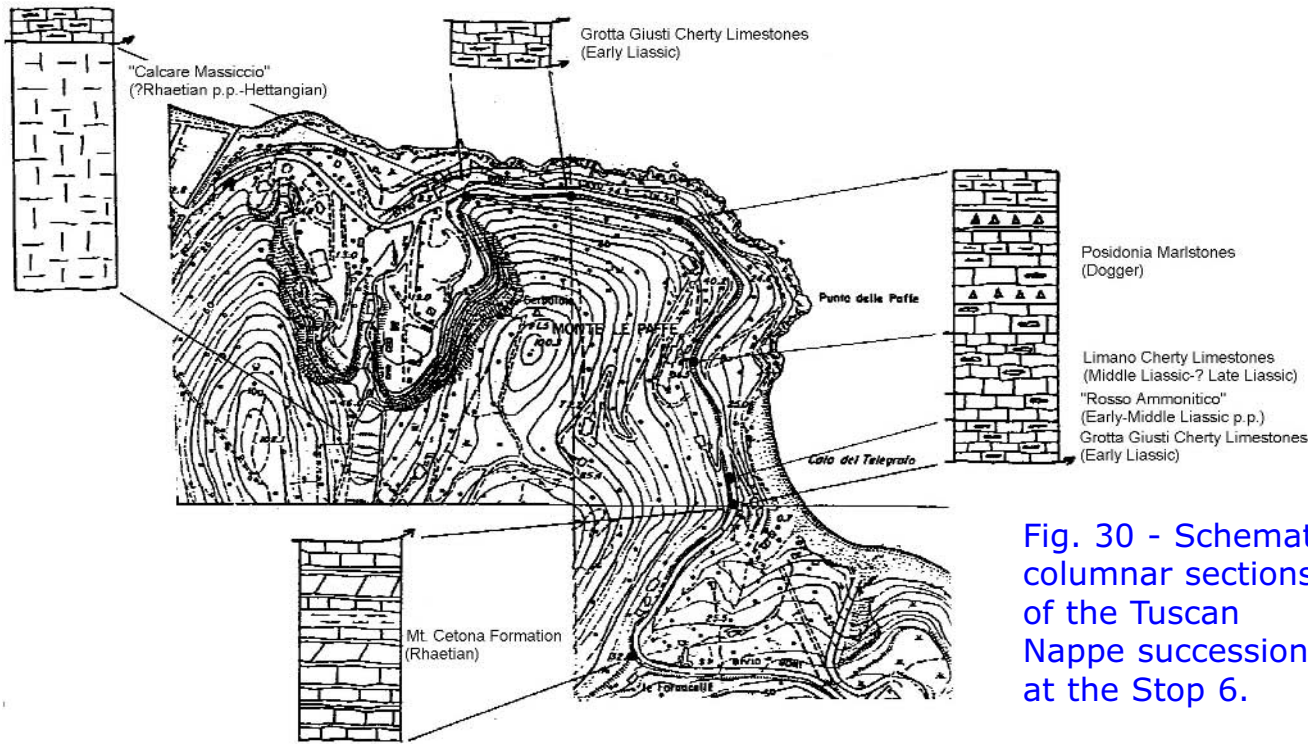 Grotta Giusti Cherty Limestones
(Early Liassic)
"Calcare Massiccio"
(?Rhaetian p.p.-Hettangian)
Posidonia Marlstones
(Dogger)
Punta delle Paffe
MONTE LE PAFFE
Limano Cherty Limestones
(Middle Liassic-? Late Liassic)
"Rosso Ammonitico"
(Early-Middle Liassic p.p.)
Grotta Giusti Cherty Limestones
(Early Liassic)
Cala del Telegrafo
Mt. Cetona Formation
(Rhaetian)
BIVIO
le Fornacelle
Fig. 30 - Schemat
columnar sections
of the Tuscan
Nappe succession
at the Stop 6.